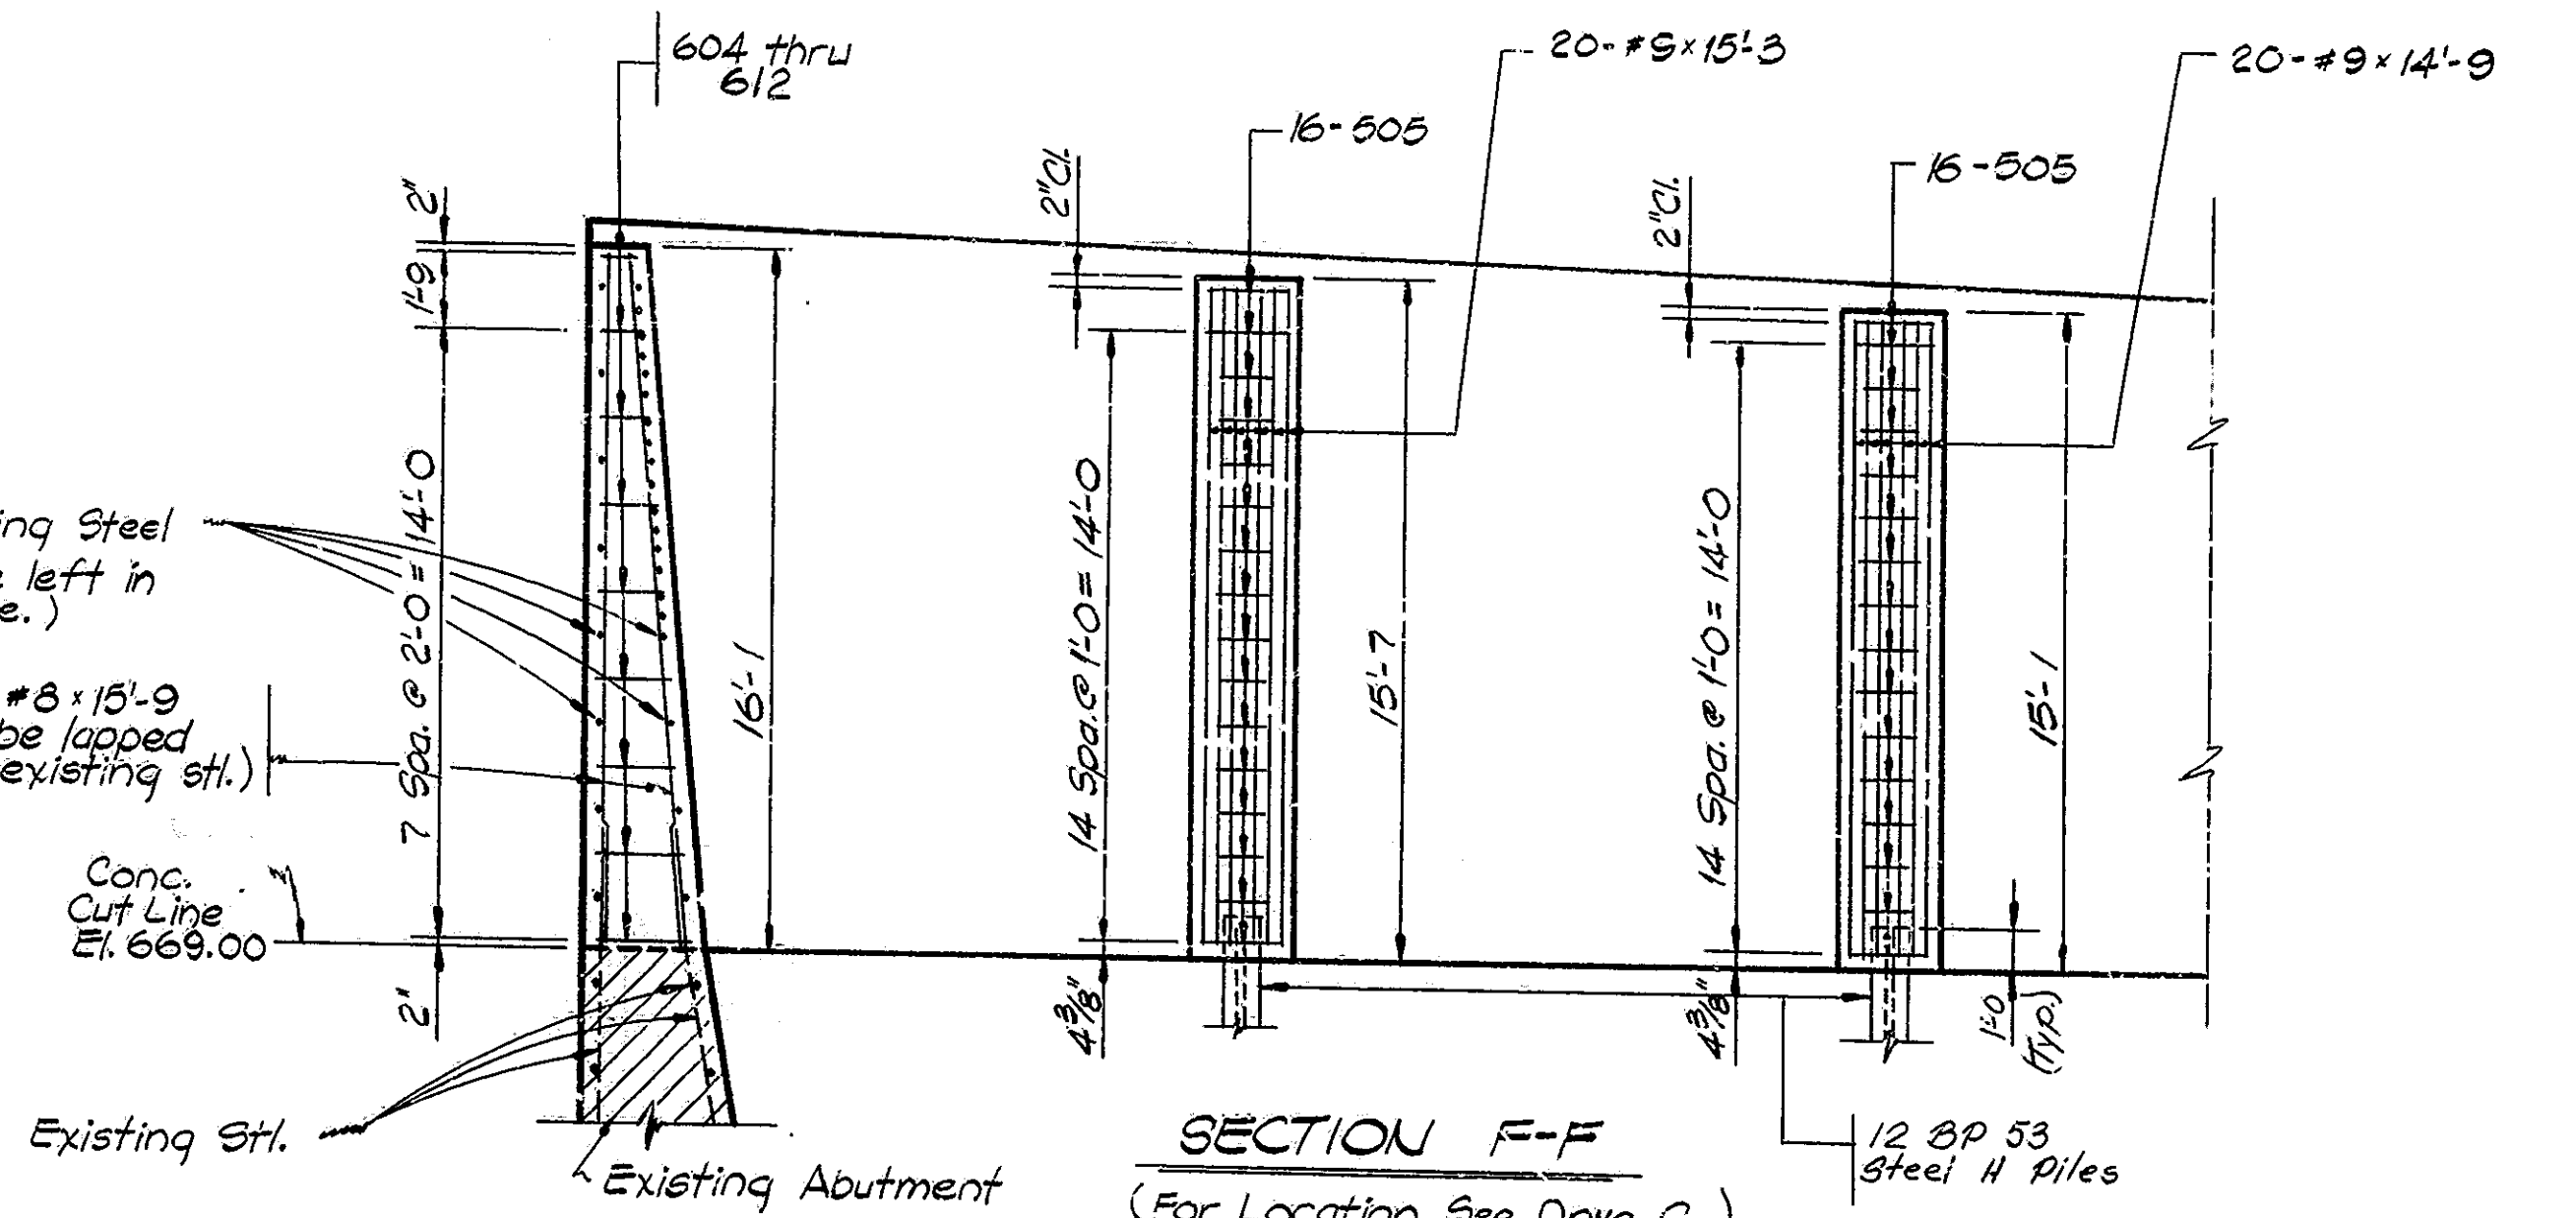 604 thru
612
20-#9×15'-3
20-#9×14'-9
16-505
16-505
2"
2"Cl.
2"Cl.
1'-9
7 Spa. @ 2'-0 = 14'-0
16'-1
14 Spa. @ 1'-0 = 14'-0
15'-7
14 Spa. @ 1'-0 = 14'-0
15'-1
ing Steel
left in
e.)
#8 × 15'-9
be lapped
existing stl.)
Conc.
Cut Line
El. 669.00
2"
4 3/8"
4 3/8"
1'-0
(Typ.)
Existing Stl.
Existing Abutment
SECTION F-F
(For Location See Drwg
12 BP 53
Steel H Piles